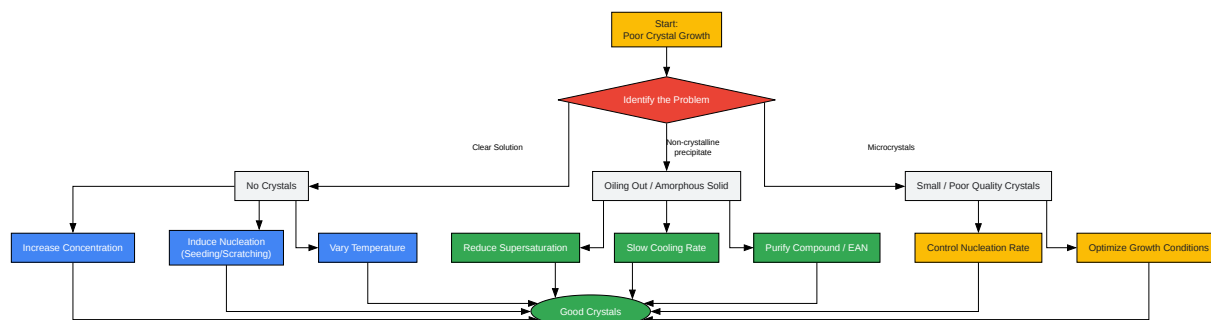 Start:
Poor Crystal Growth
Identify the Problem
Clear Solution
Non-crystalline
precipitate
Microcrystals
No Crystals
Oiling Out / Amorphous Solid
Small / Poor Quality Crystals
Increase Concentration
Induce Nucleation
(Seeding/Scratching)
Vary Temperature
Reduce Supersaturation
Slow Cooling Rate
Purify Compound / EAN
Control Nucleation Rate
Optimize Growth Conditions
Good Crystals